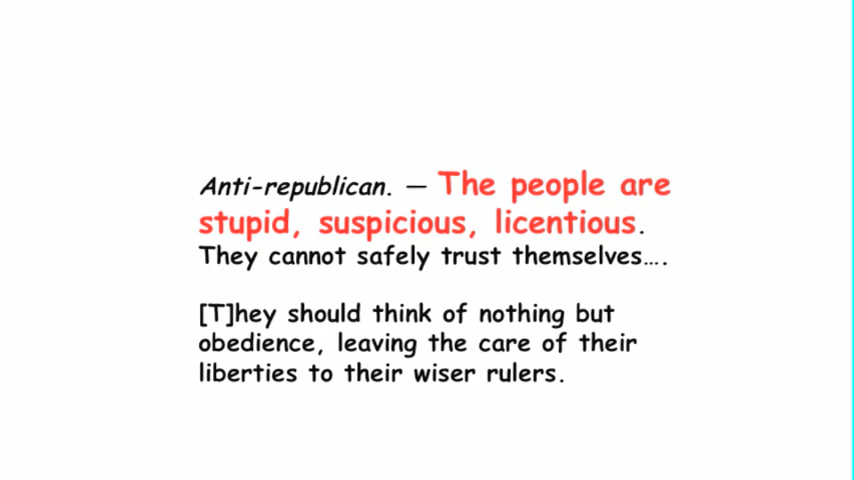 Anti-republican. — The people are
stupid, suspicious, licentious.
They cannot safely trust themselves….
[T]hey should think of nothing but
obedience, leaving the care of their
liberties to their wiser rulers.